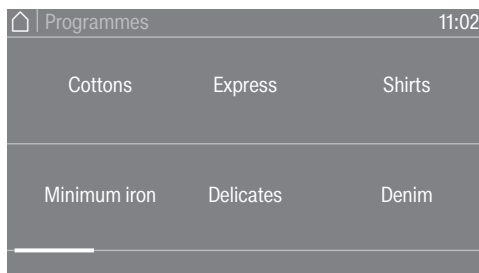 Programmes 11:02
Cottons Express Shirts
Minimum iron Delicates Denim